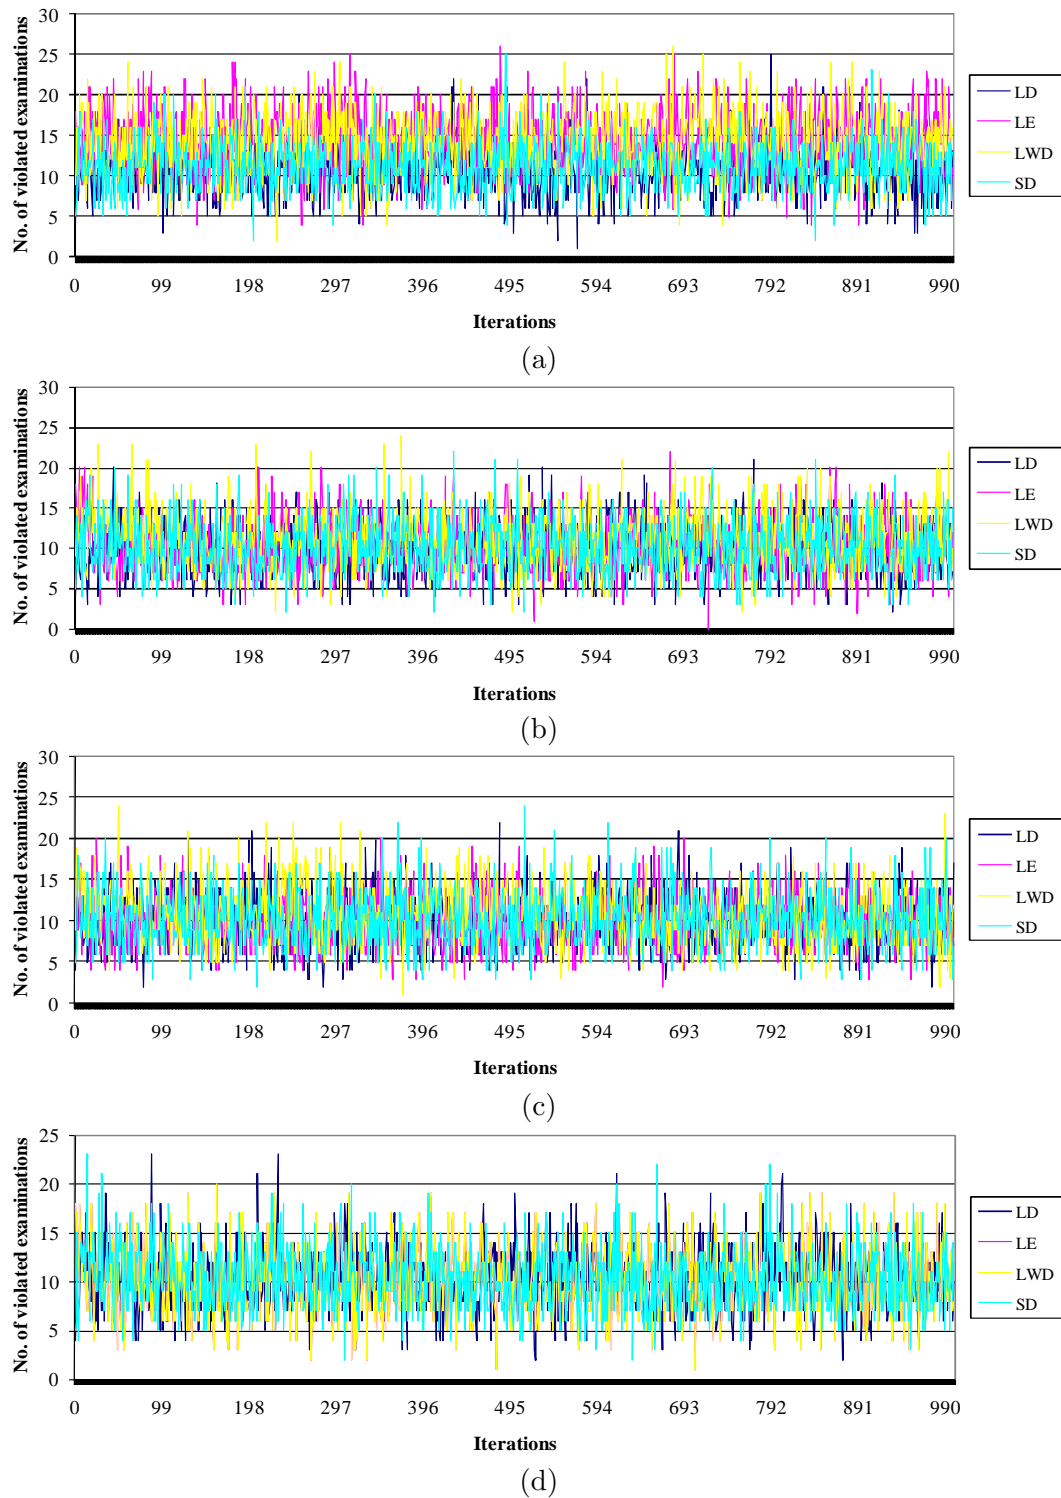 No. of violated examinations
30
25
20
15
10
5
0
0 99 198 297 396 495 594 693 792 891 990
Iterations
LD
LE
LWD
SD
(a)
No. of violated examinations
30
25
20
15
10
5
0
0 99 198 297 396 495 594 693 792 891 990
Iterations
LD
LE
LWD
SD
(b)
No. of violated examinations
30
25
20
15
10
5
0
0 99 198 297 396 495 594 693 792 891 990
Iterations
LD
LE
LWD
SD
(c)
No. of violated examinations
25
20
15
10
5
0
0 99 198 297 396 495 594 693 792 891 990
Iterations
LD
LE
LWD
SD
(d)